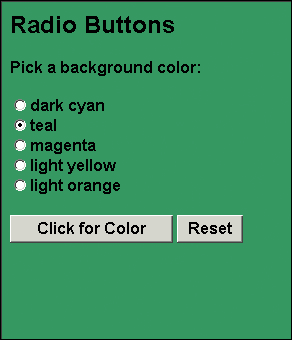 Radio Buttons
Pick a background color:
dark cyan
teal
magenta
light yellow
light orange
Click for Color Reset